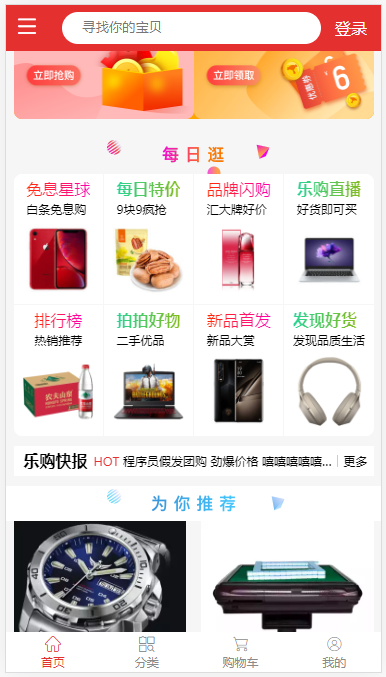 寻找你的宝贝 登录
立即抢购 立即领取 优惠券 6
每日逛
免息星球 每日特价 品牌闪购 乐购直播
白条免息购 9块9疯抢 汇大牌好价 好货即可买
排行榜 拍拍好物 新品首发 发现好货
热销推荐 二手优品 新品大赏 发现品质生活
农夫山泉
乐购快报 HOT 程序员假发团购 劲爆价格 嘻嘻嘻嘻嘻... 更多
为你推荐
首页 分类 购物车 我的